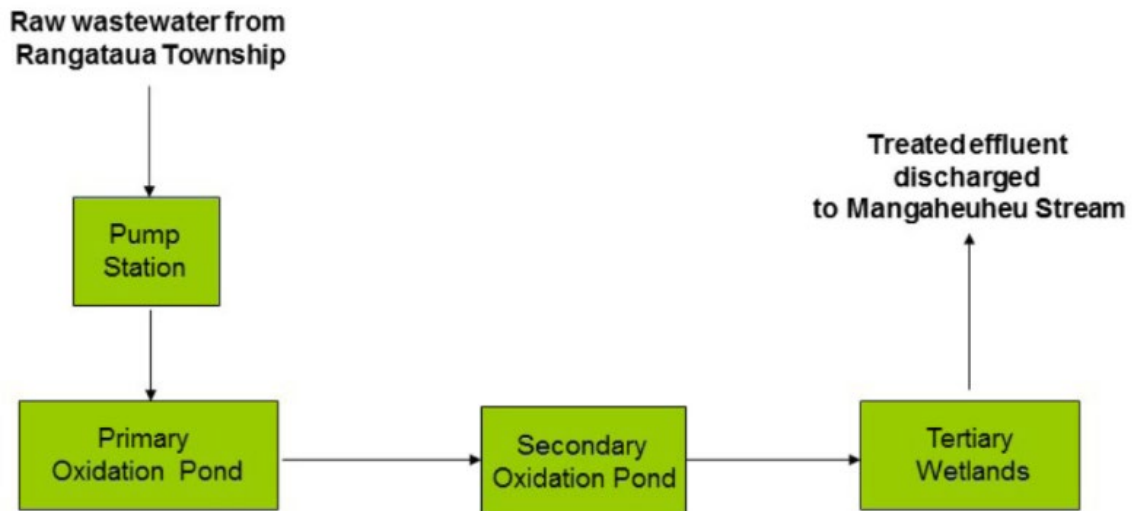 Raw wastewater from
Rangataua Township
Pump
Station
Primary
Oxidation Pond
Secondary
Oxidation Pond
Tertiary
Wetlands
Treated effluent
discharged
to Mangaheuheu Stream